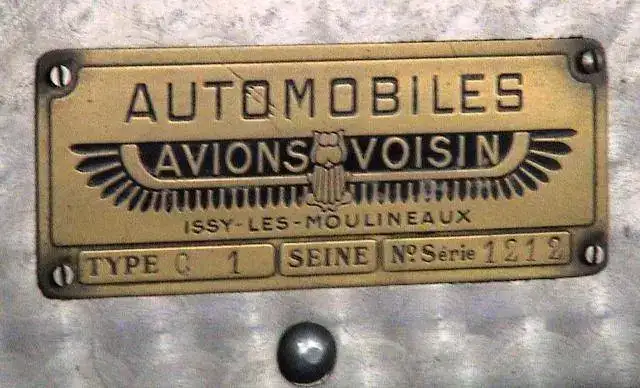 AUTOMOBILES
AVIONS VOISIN
ISSY-LES-MOULINEAUX
TYPE C 1 SEINE Nº Série 1212